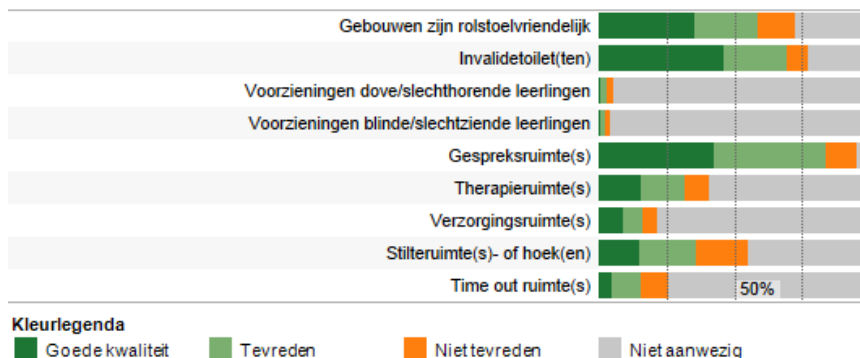 Gebouwen zijn rolstoelvriendelijk
Invalidetoilet(ten)
Voorzieningen dove/slechthorende leerlingen
Voorzieningen blinde/slechtziende leerlingen
Gespreksruimte(s)
Therapieruimte(s)
Verzorgingsruimte(s)
Stilteruimte(s)- of hoek(en)
Time out ruimte(s)
50%
Kleurlegenda
Goede kwaliteit Tevreden Niet tevreden Niet aanwezig